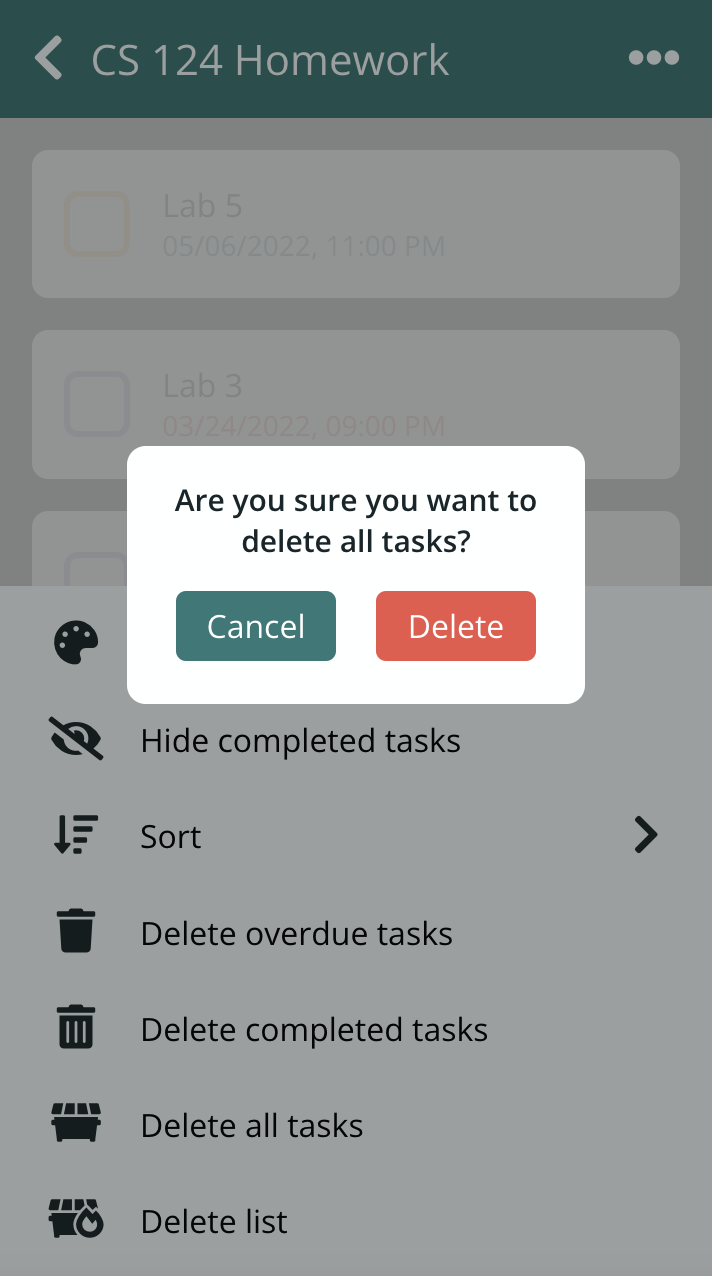 CS 124 Homework
Lab 5
05/06/2022, 11:00 PM
Lab 3
03/24/2022, 09:00 PM
Are you sure you want to
delete all tasks?
Cancel
Delete
Hide completed tasks
Sort
Delete overdue tasks
Delete completed tasks
Delete all tasks
Delete list